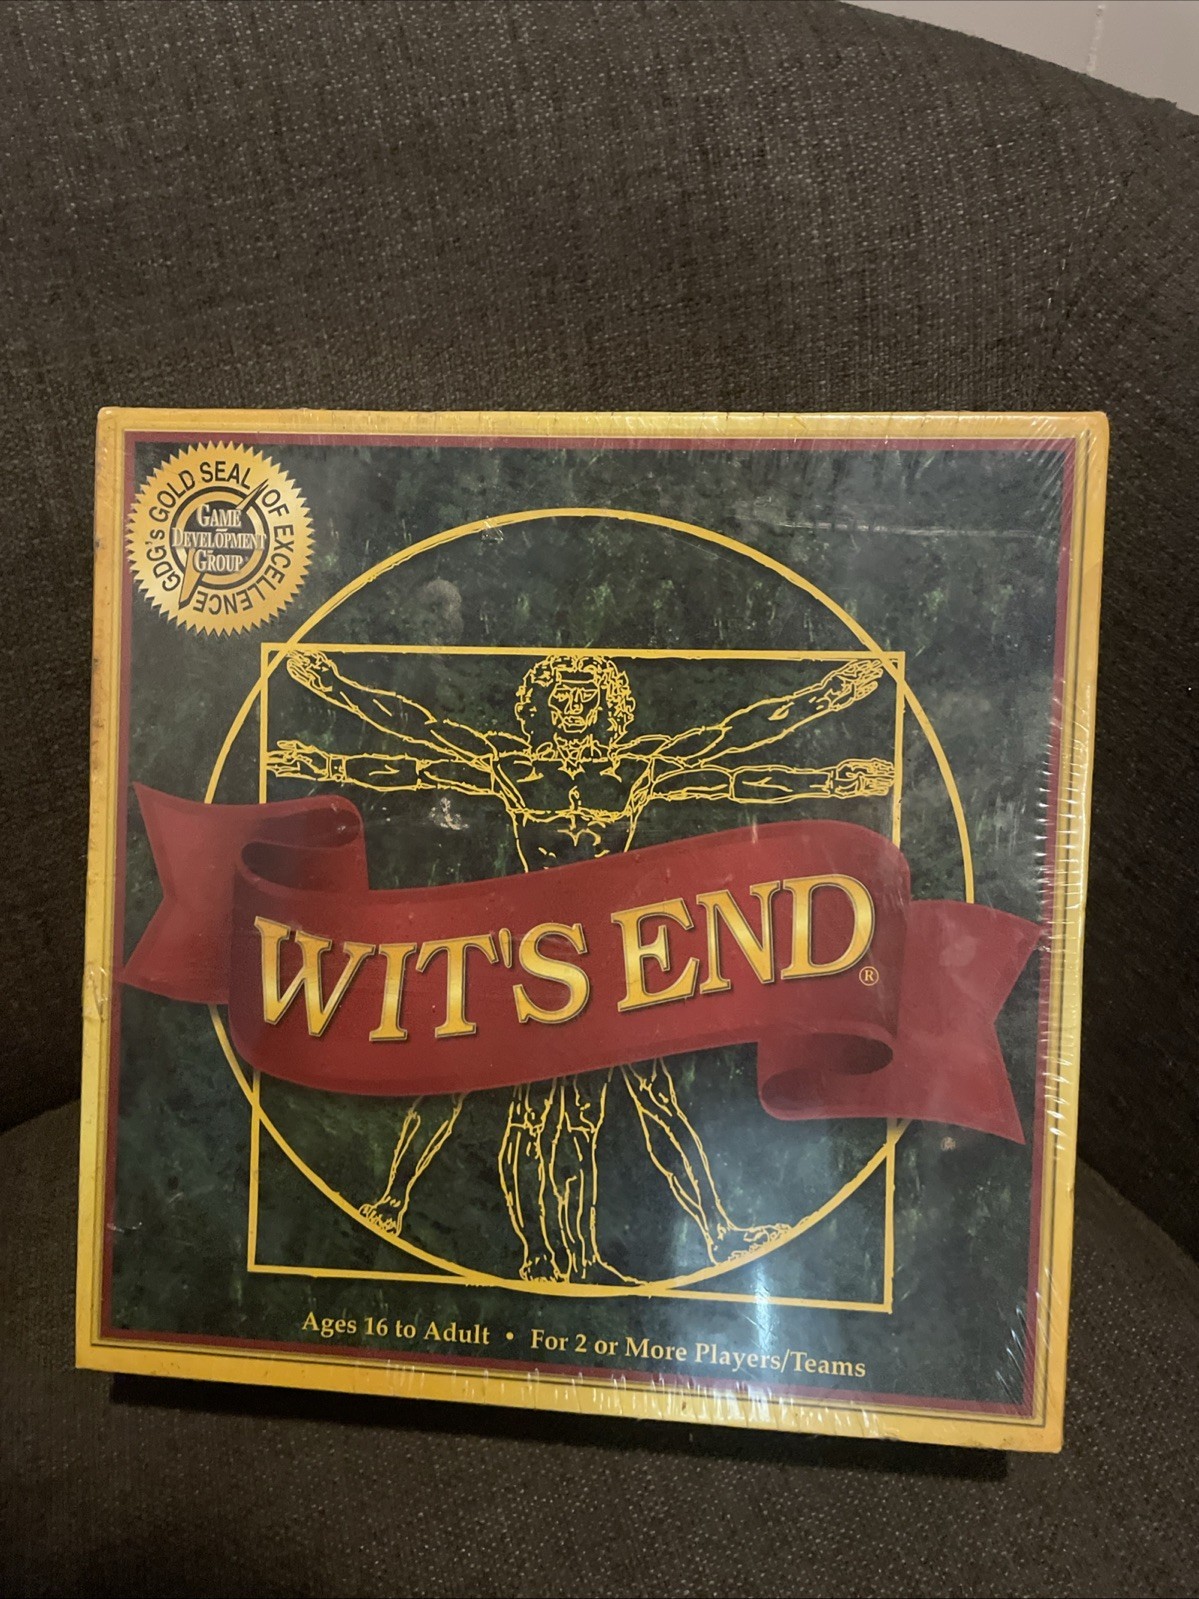 GDG's GOLD SEAL OF EXCELLENCE
GAME
DEVELOPMENT
GROUP
WIT'S END®
Ages 16 to Adult • For 2 or More Players/Teams